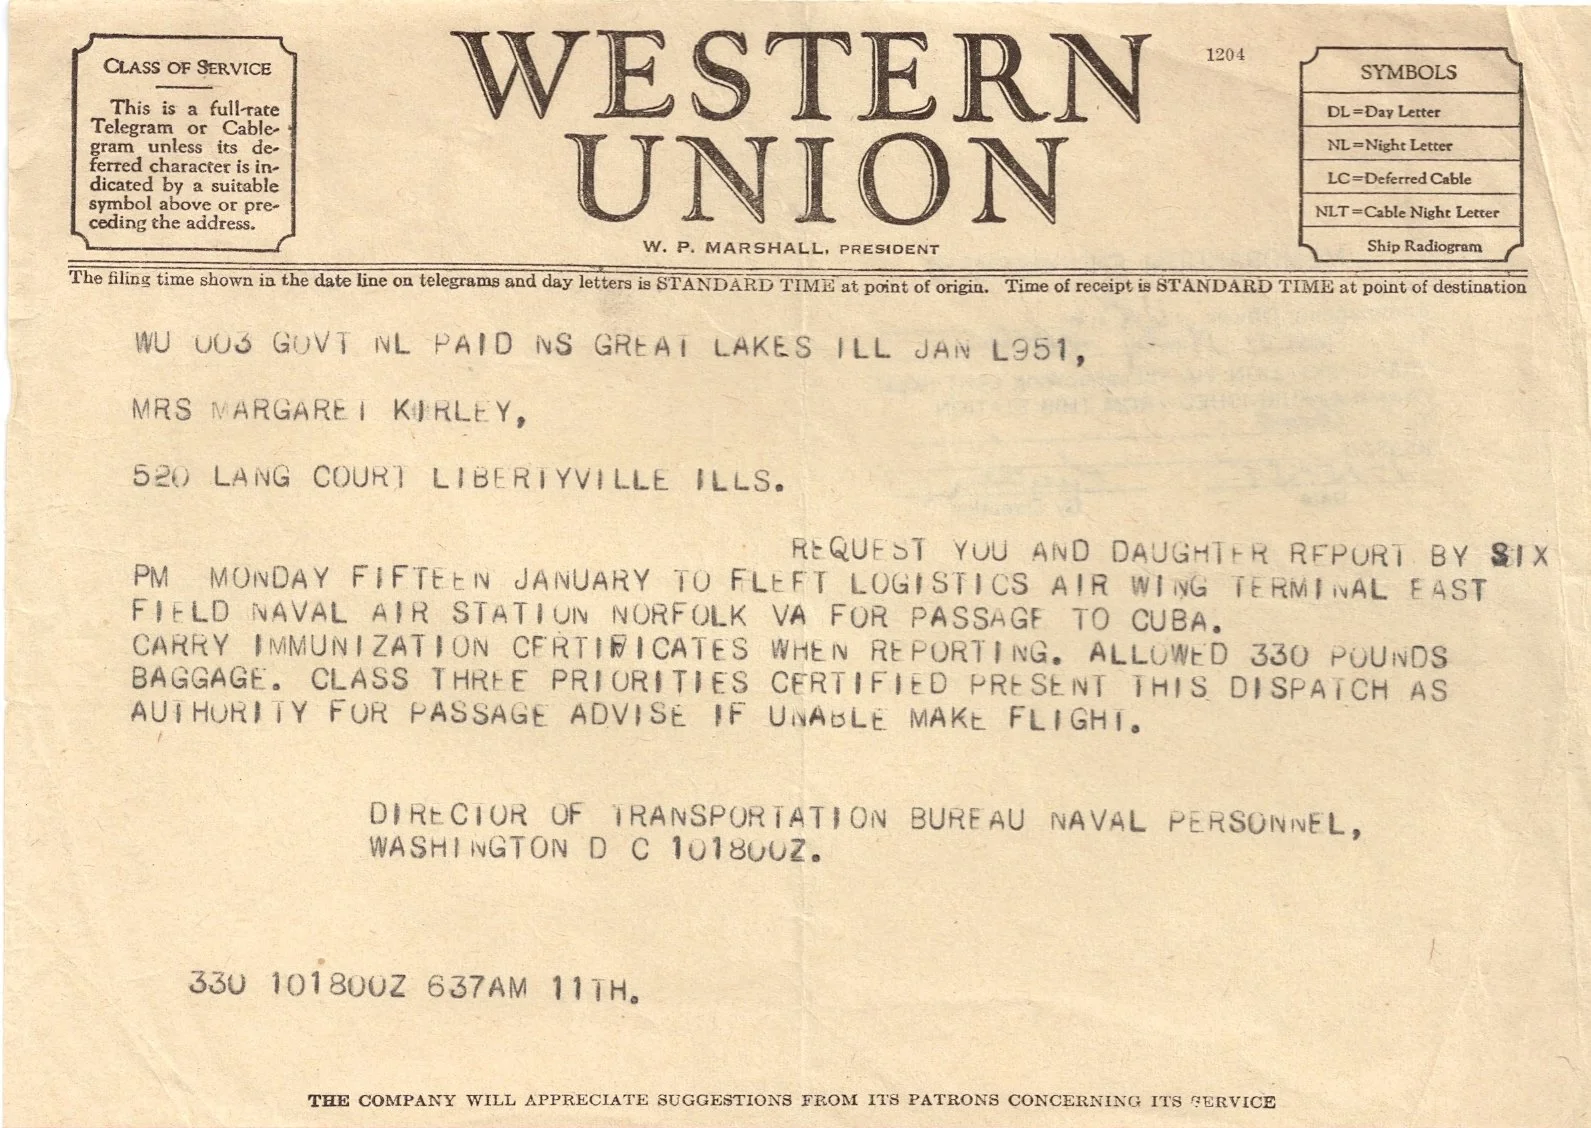 CLASS OF SERVICE
This is a full-rate
Telegram or Cable-
gram unless its de-
ferred character is in-
dicated by a suitable
symbol above or pre-
ceding the address.
WESTERN
UNION
W. P. MARSHALL, PRESIDENT
1204
SYMBOLS
DL=Day Letter
NL=Night Letter
LC=Deferred Cable
NLT=Cable Night Letter
Ship Radiogram
The filing time shown in the date line on telegrams and day letters is STANDARD TIME at point of origin. Time of receipt is STANDARD TIME at point of destination
WU 003 GOVT NL PAID NS GREAT LAKES ILL JAN L951,
MRS MARGARET KIRLEY,
520 LANG COURT LIBERTYVILLE ILLS.
REQUEST YOU AND DAUGHTER REPORT BY SIX
PM MONDAY FIFTEEN JANUARY TO FLEET LOGISTICS AIR WING TERMINAL EAST
FIELD NAVAL AIR STATION NORFOLK VA FOR PASSAGE TO CUBA.
CARRY IMMUNIZATION CERTIFICATES WHEN REPORTING. ALLOWED 330 POUNDS
BAGGAGE. CLASS THREE PRIORITIES CERTIFIED PRESENT THIS DISPATCH AS
AUTHORITY FOR PASSAGE ADVISE IF UNABLE MAKE FLIGHT.
DIRECTOR OF TRANSPORTATION BUREAU NAVAL PERSONNEL,
WASHINGTON D C 101800Z.
330 101800Z 637AM 11TH.
THE COMPANY WILL APPRECIATE SUGGESTIONS FROM ITS PATRONS CONCERNING ITS SERVICE